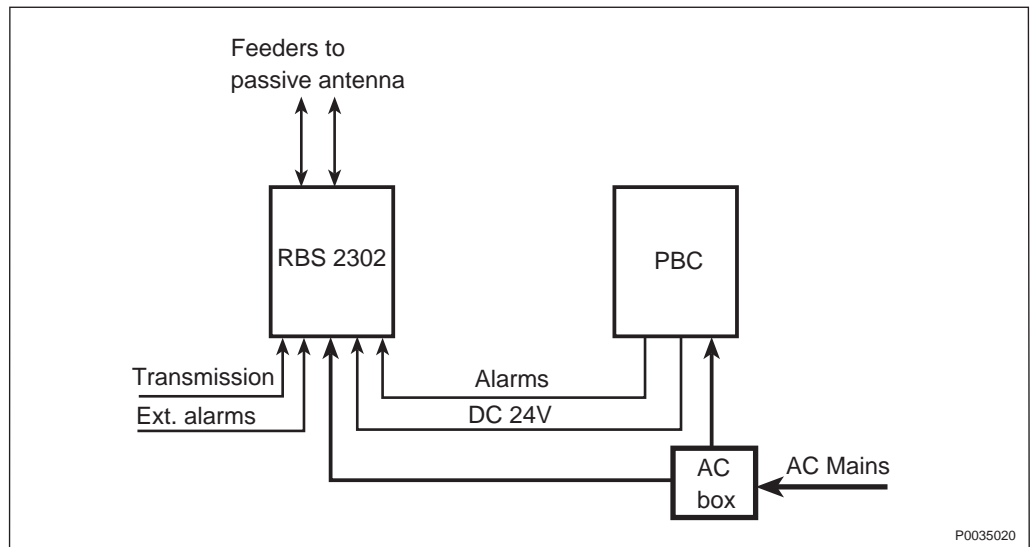 Feeders to
passive antenna
RBS 2302
PBC
Transmission
Ext. alarms
Alarms
DC 24V
AC
box
AC Mains
P0035020